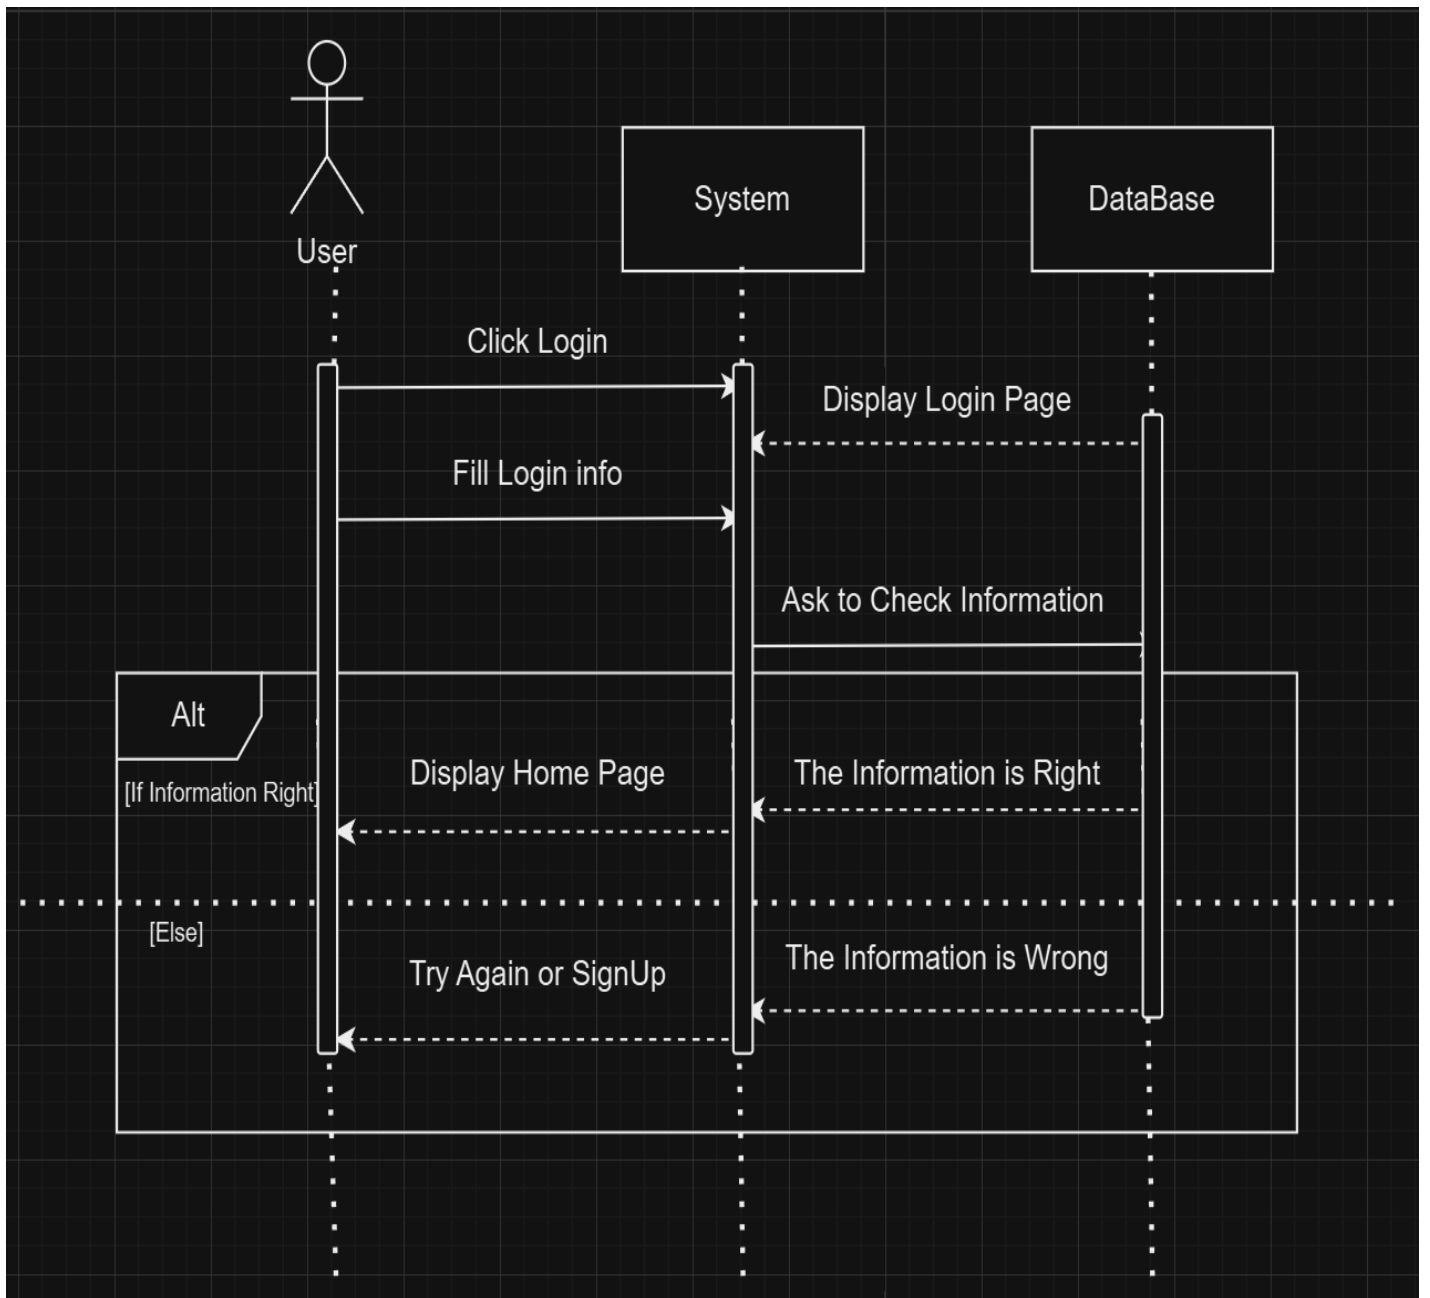 User
System
DataBase
Click Login
Display Login Page
Fill Login info
Ask to Check Information
Alt
[If Information Right]
Display Home Page
The Information is Right
[Else]
Try Again or SignUp
The Information is Wrong